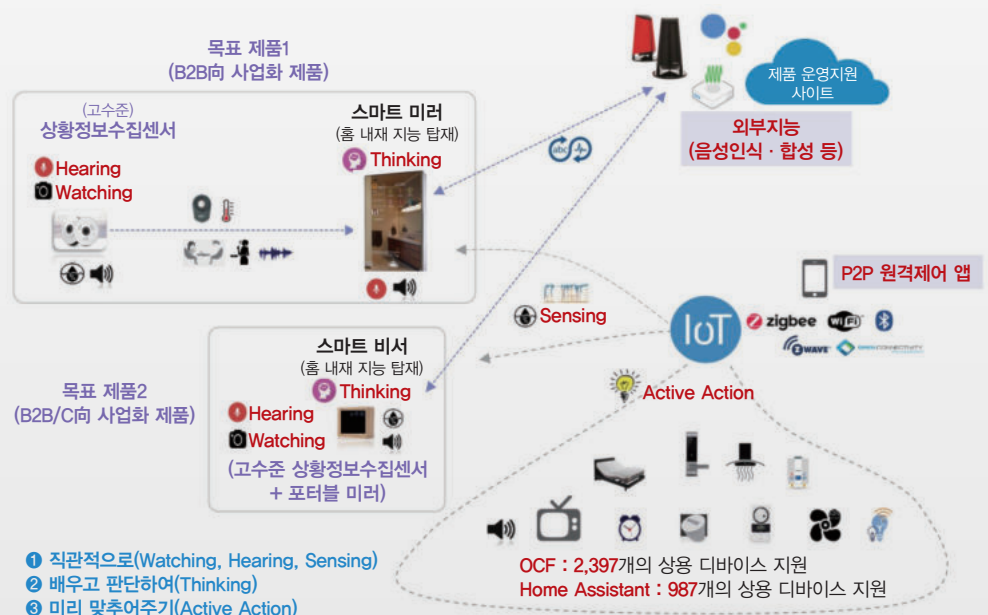 목표 제품1
(B2B向 사업화 제품)
(고수준)
상황정보수집센서
Hearing
Watching
스마트 미러
(홈 내재 지능 탑재)
Thinking
abc
제품 운영지원
사이트
외부지능
(음성인식 · 합성 등)
P2P 원격제어 앱
IoT
zigbee
WiFi
Z WAVE
OPEN CONNECTIVITY
Sensing
Active Action
목표 제품2
(B2B/C向 사업화 제품)
스마트 비서
(홈 내재 지능 탑재)
Thinking
Hearing
Watching
(고수준 상황정보수집센서
+ 포터블 미러)
OCF : 2,397개의 상용 디바이스 지원
Home Assistant : 987개의 상용 디바이스 지원
❶ 직관적으로(Watching, Hearing, Sensing)
❷ 배우고 판단하여(Thinking)
❸ 미리 맞추어주기(Active Action)